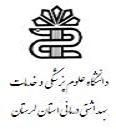 دانشگاه علوم پزشکی و خدمات
بهداشتی درمانی استان لرستان